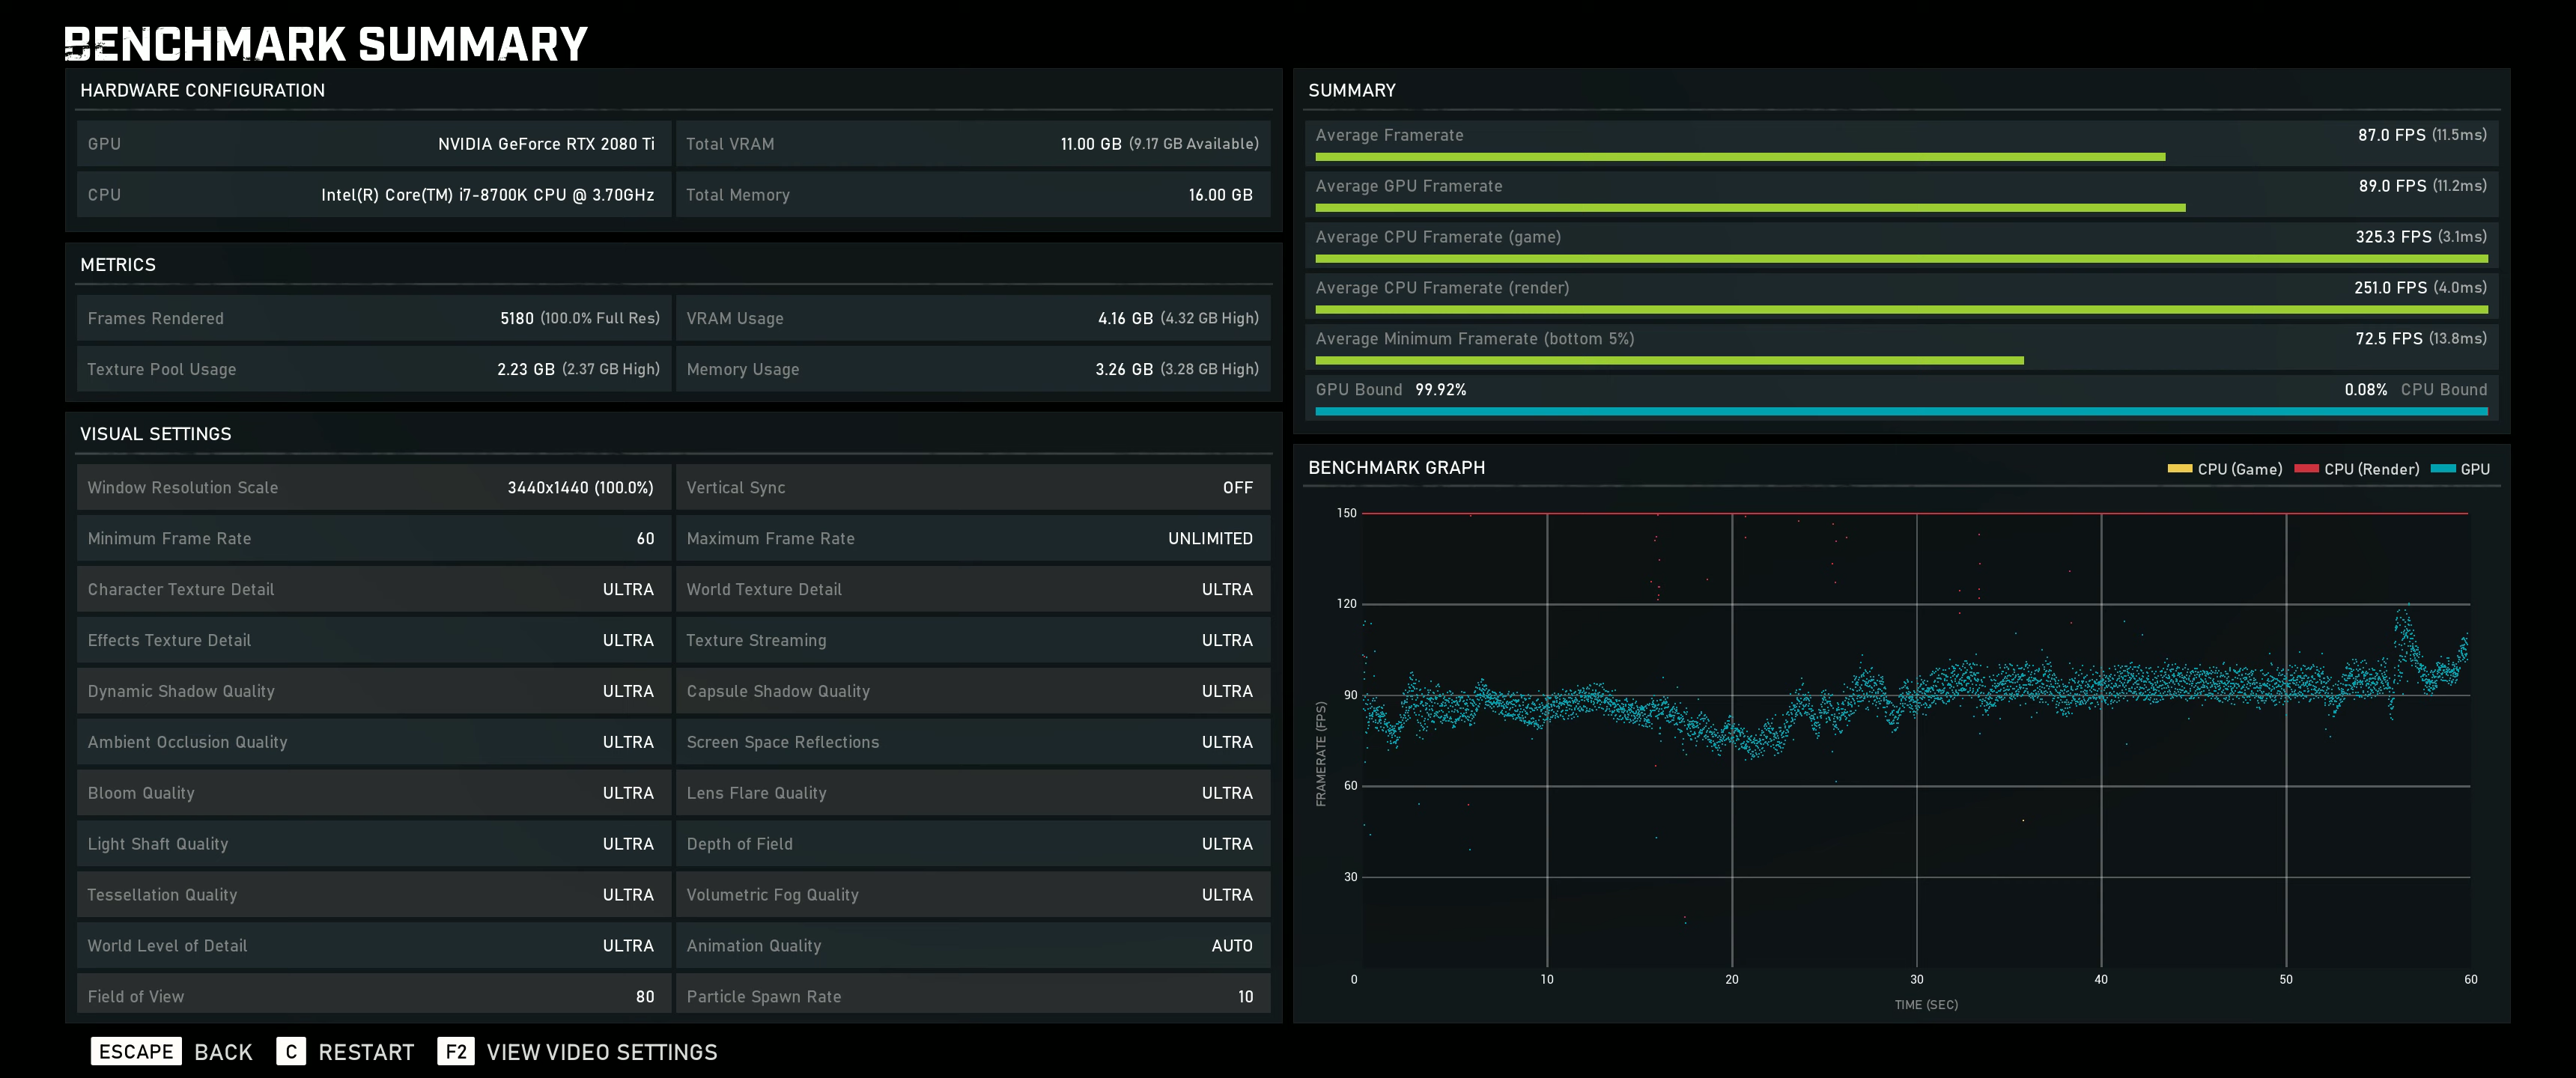 BENCHMARK SUMMARY
HARDWARE CONFIGURATION
GPU NVIDIA GeForce RTX 2080 Ti Total VRAM 11.00 GB (9.17 GB Available)
CPU Intel(R) Core(TM) i7-8700K CPU @ 3.70GHz Total Memory 16.00 GB
METRICS
Frames Rendered 5180 (100.0% Full Res) VRAM Usage 4.16 GB (4.32 GB High)
Texture Pool Usage 2.23 GB (2.37 GB High) Memory Usage 3.26 GB (3.28 GB High)
VISUAL SETTINGS
Window Resolution Scale 3440x1440 (100.0%) Vertical Sync OFF
Minimum Frame Rate 60 Maximum Frame Rate UNLIMITED
Character Texture Detail ULTRA World Texture Detail ULTRA
Effects Texture Detail ULTRA Texture Streaming ULTRA
Dynamic Shadow Quality ULTRA Capsule Shadow Quality ULTRA
Ambient Occlusion Quality ULTRA Screen Space Reflections ULTRA
Bloom Quality ULTRA Lens Flare Quality ULTRA
Light Shaft Quality ULTRA Depth of Field ULTRA
Tessellation Quality ULTRA Volumetric Fog Quality ULTRA
World Level of Detail ULTRA Animation Quality AUTO
Field of View 80 Particle Spawn Rate 10
SUMMARY
Average Framerate 87.0 FPS (11.5ms)
Average GPU Framerate 89.0 FPS (11.2ms)
Average CPU Framerate (game) 325.3 FPS (3.1ms)
Average CPU Framerate (render) 251.0 FPS (4.0ms)
Average Minimum Framerate (bottom 5%) 72.5 FPS (13.8ms)
GPU Bound 99.92% 0.08% CPU Bound
BENCHMARK GRAPH CPU (Game) CPU (Render) GPU
150
120
90
60
30
FRAMERATE (FPS)
0 10 20 30 40 50 60
TIME (SEC)
ESCAPE BACK C RESTART F2 VIEW VIDEO SETTINGS